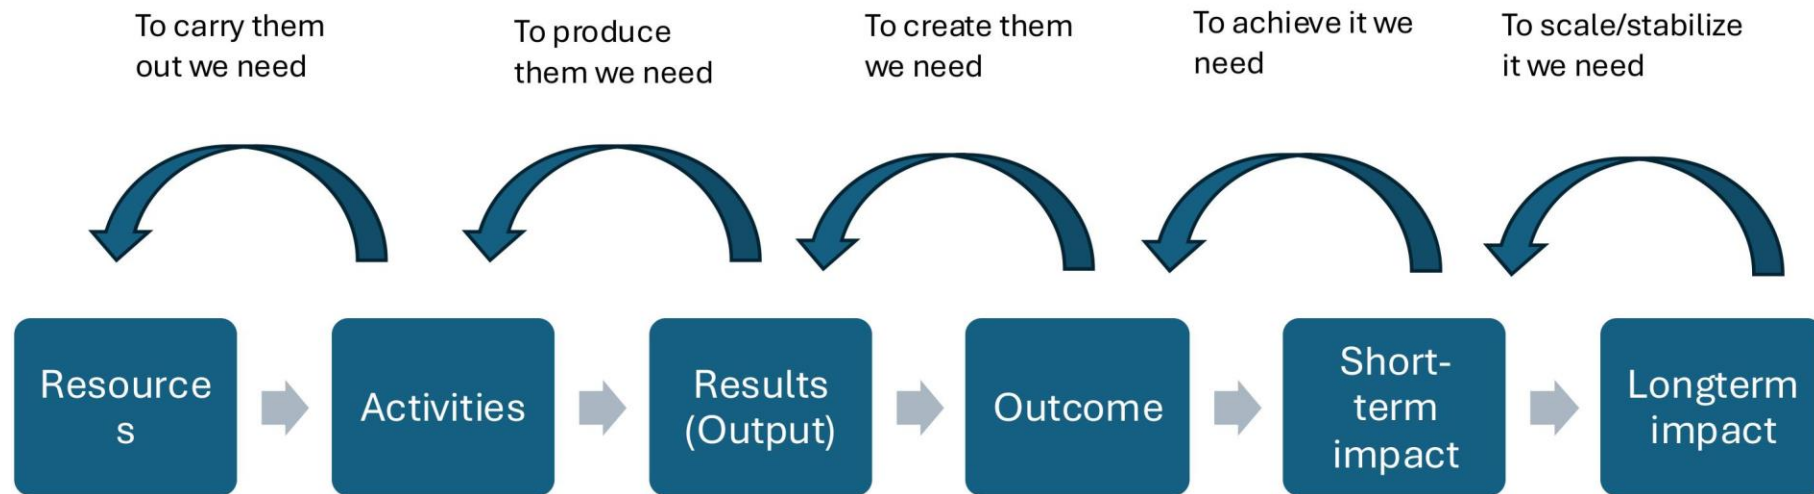 To carry them
out we need
To produce
them we need
To create them
we need
To achieve it we
need
To scale/stabilize
it we need
Resource
s
Activities
Results
(Output)
Outcome
Short-
term
impact
Longterm
impact